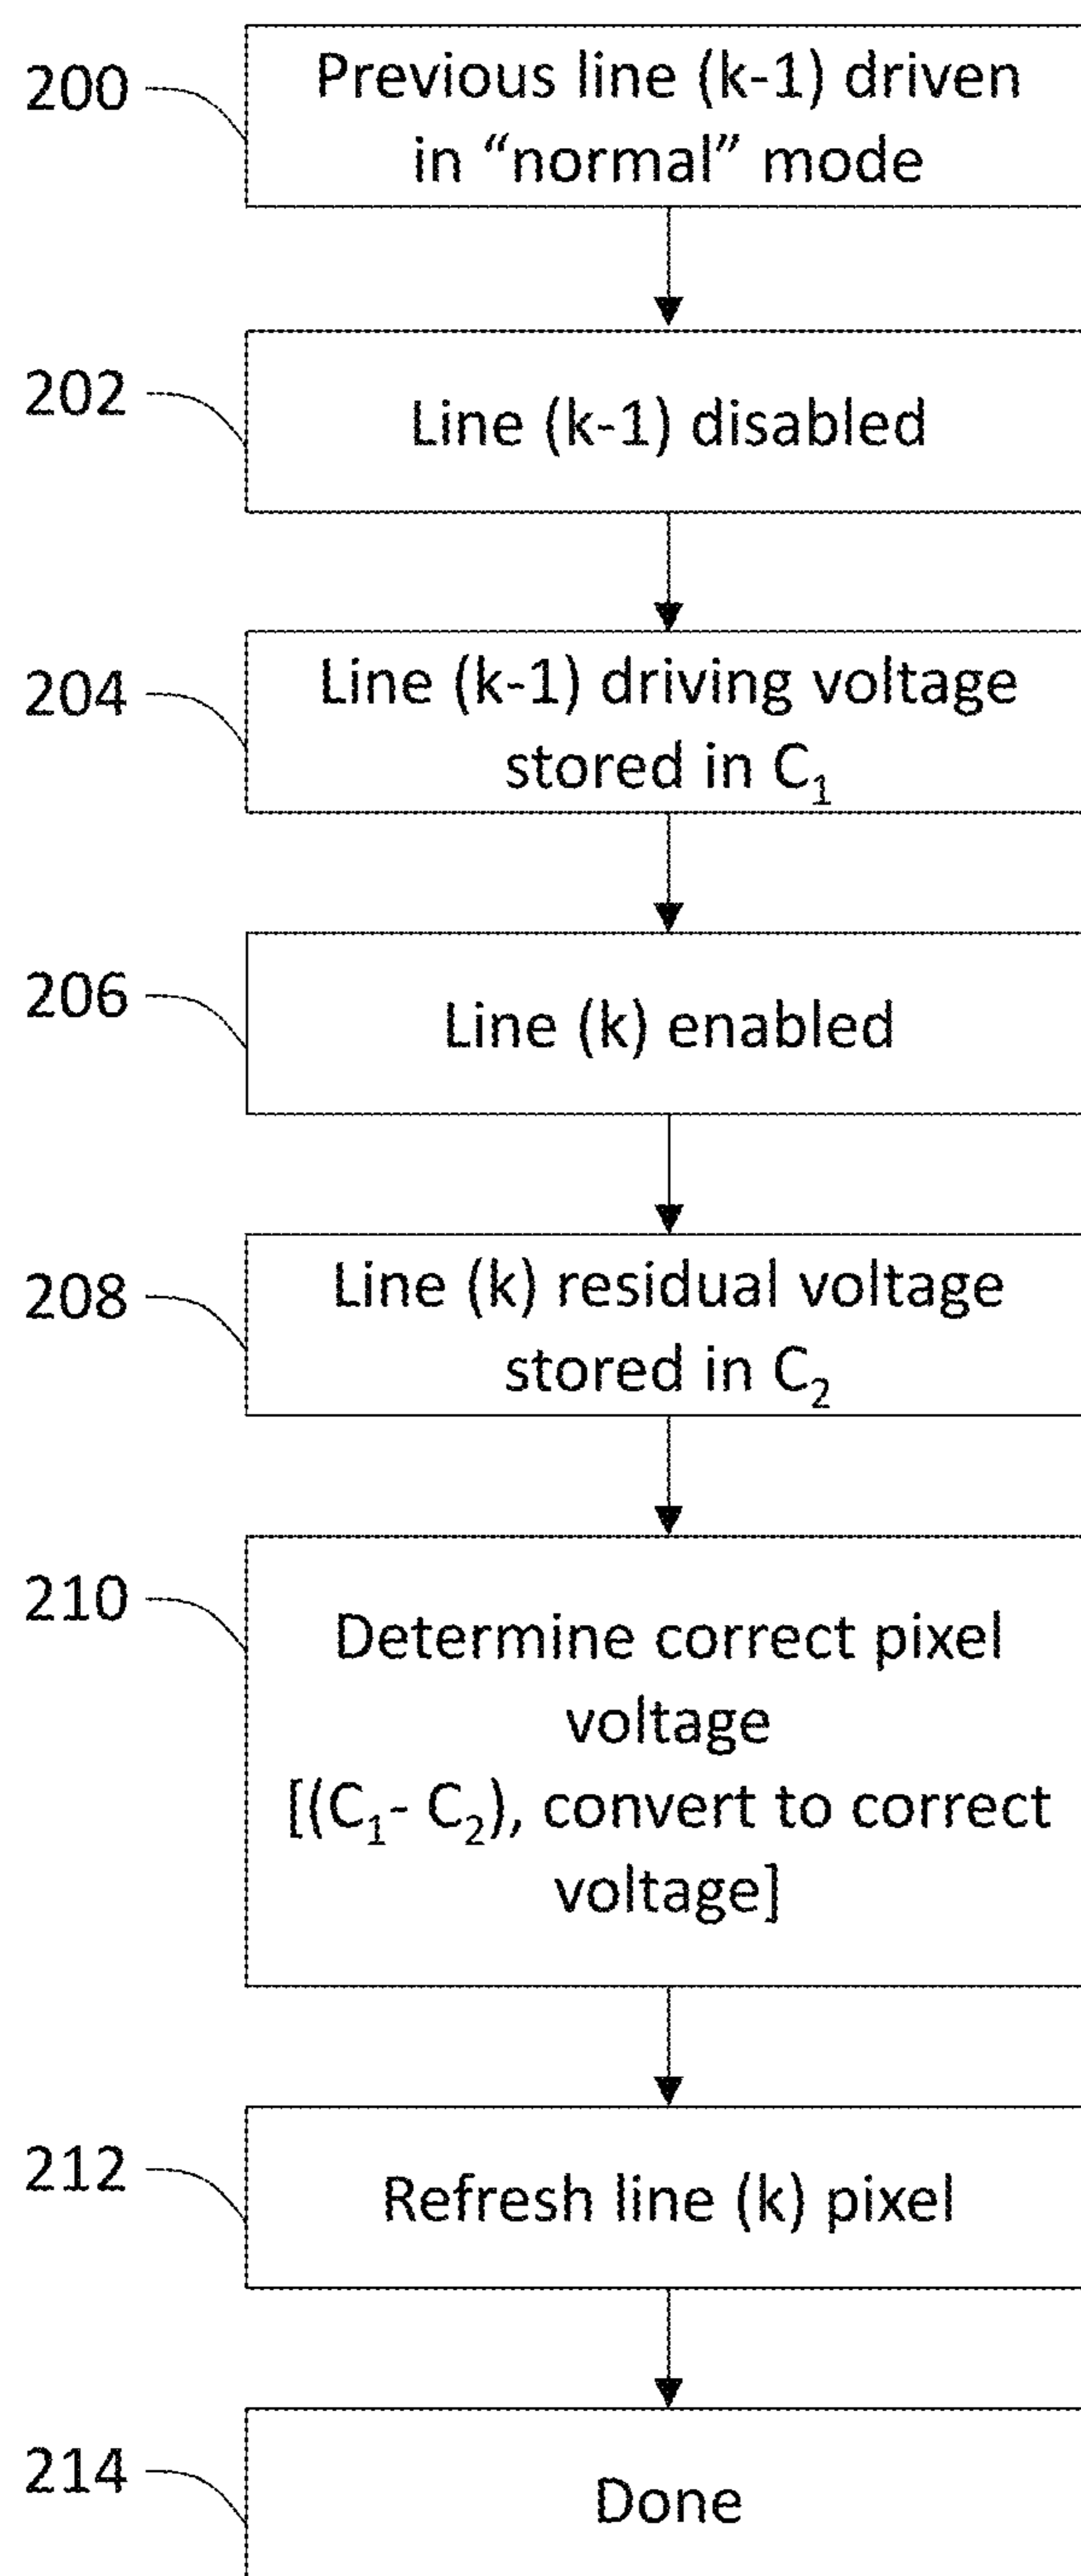 200
Previous line (k-1) driven
in “normal” mode
202
Line (k-1) disabled
204
Line (k-1) driving voltage
stored in C₁
206
Line (k) enabled
208
Line (k) residual voltage
stored in C₂
210
Determine correct pixel
voltage
[(C₁- C₂), convert to correct
voltage]
212
Refresh line (k) pixel
214
Done